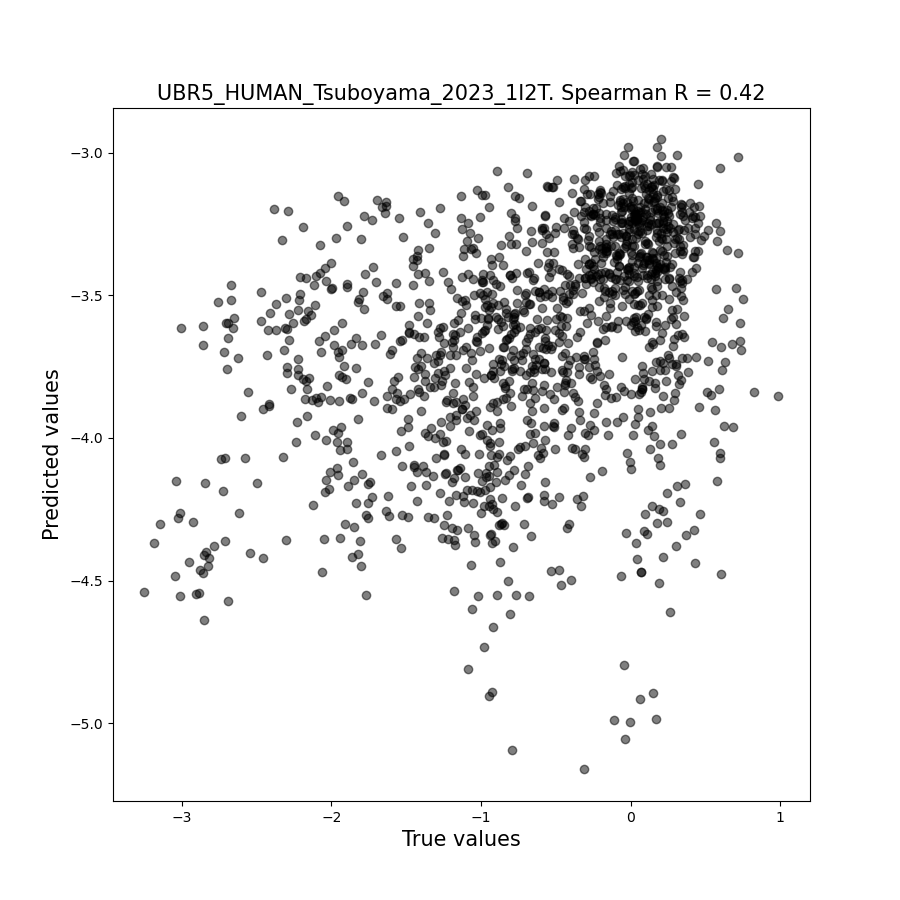 UBR5_HUMAN_Tsuboyama_2023_1I2T. Spearman R = 0.42
Predicted values
−3.0
−3.5
−4.0
−4.5
−5.0
−3 −2 −1 0 1
True values